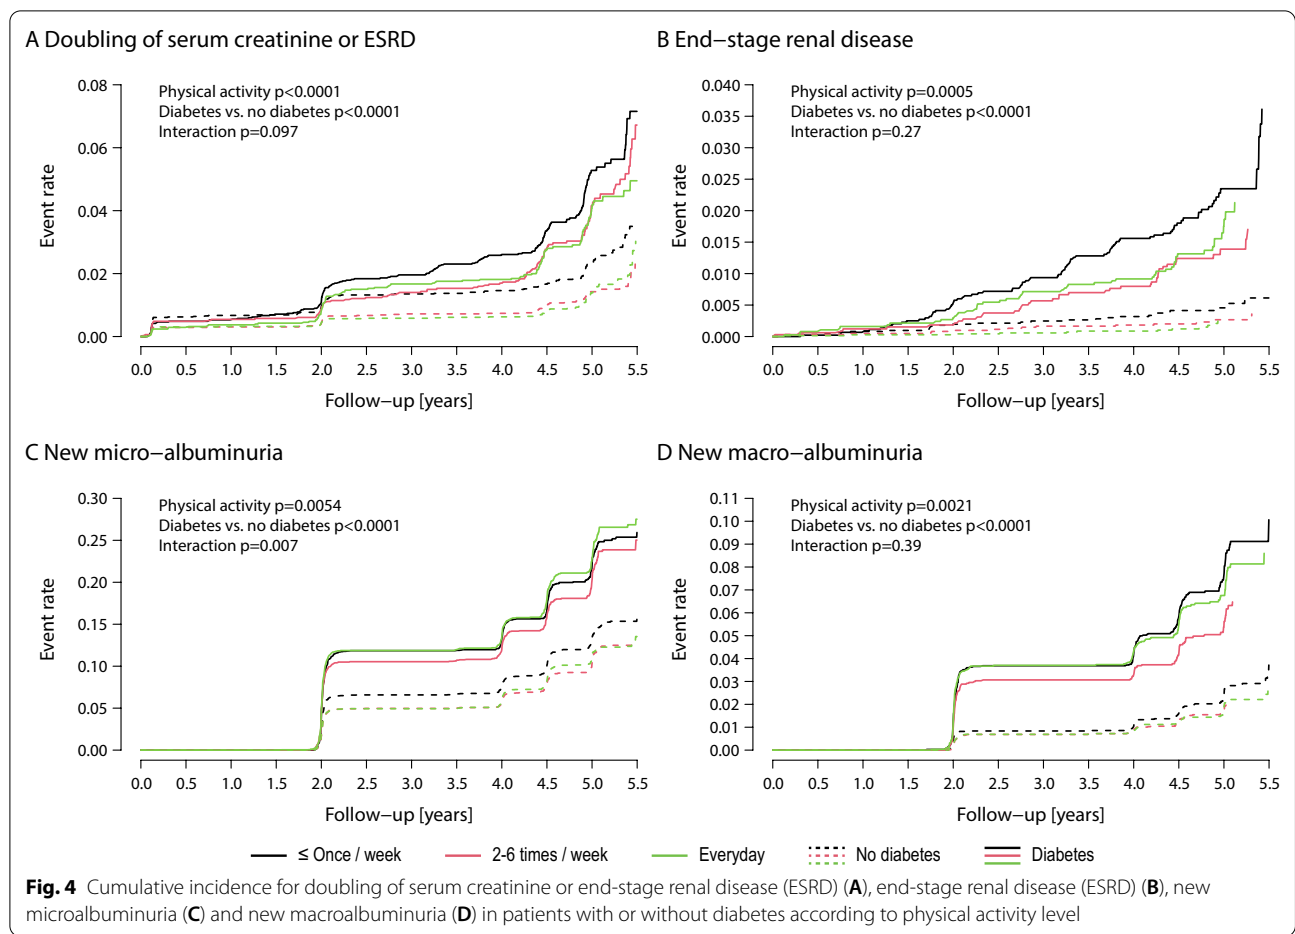 A Doubling of serum creatinine or ESRD
Physical activity p<0.0001
Diabetes vs. no diabetes p<0.0001
Interaction p=0.097
Event rate
0.08
0.06
0.04
0.02
0.00
0.0 0.5 1.0 1.5 2.0 2.5 3.0 3.5 4.0 4.5 5.0 5.5
Follow−up [years]
B End−stage renal disease
Physical activity p=0.0005
Diabetes vs. no diabetes p<0.0001
Interaction p=0.27
Event rate
0.040
0.035
0.030
0.025
0.020
0.015
0.010
0.005
0.000
0.0 0.5 1.0 1.5 2.0 2.5 3.0 3.5 4.0 4.5 5.0 5.5
Follow−up [years]
C New micro−albuminuria
Physical activity p=0.0054
Diabetes vs. no diabetes p<0.0001
Interaction p=0.007
Event rate
0.30
0.25
0.20
0.15
0.10
0.05
0.00
0.0 0.5 1.0 1.5 2.0 2.5 3.0 3.5 4.0 4.5 5.0 5.5
Follow−up [years]
D New macro−albuminuria
Physical activity p=0.0021
Diabetes vs. no diabetes p<0.0001
Interaction p=0.39
Event rate
0.11
0.10
0.09
0.08
0.07
0.06
0.05
0.04
0.03
0.02
0.01
0.00
0.0 0.5 1.0 1.5 2.0 2.5 3.0 3.5 4.0 4.5 5.0 5.5
Follow−up [years]
≤ Once / week 2-6 times / week Everyday No diabetes Diabetes
Fig. 4 Cumulative incidence for doubling of serum creatinine or end-stage renal disease (ESRD) (A), end-stage renal disease (ESRD) (B), new
microalbuminuria (C) and new macroalbuminuria (D) in patients with or without diabetes according to physical activity level